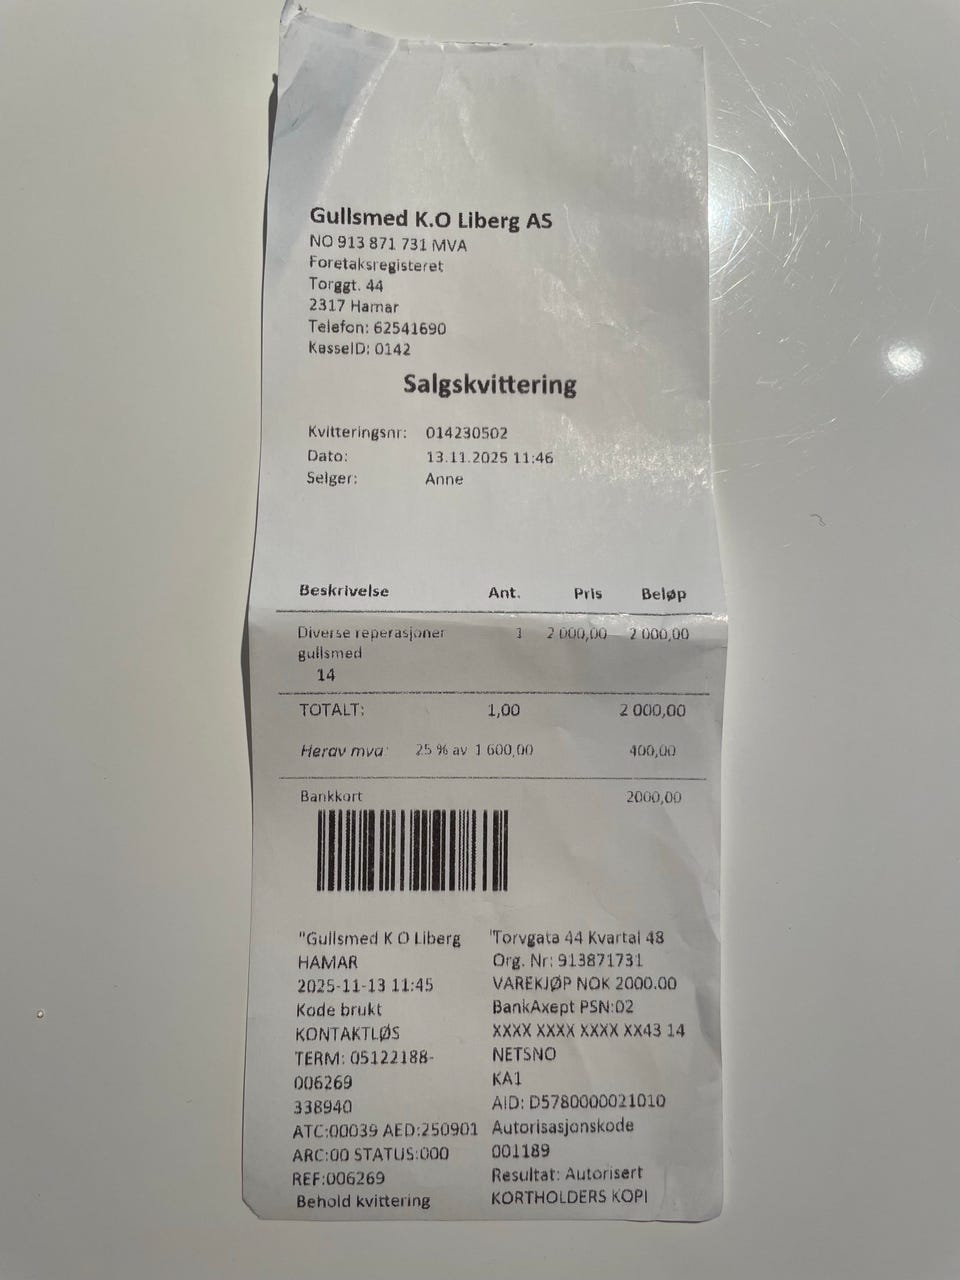 Gullsmed K.O Liberg AS
NO 913 871 731 MVA
Foretaksregisteret
Torggt. 44
2317 Hamar
Telefon: 62541690
KasseID: 0142
Salgskvittering
Kvitteringsnr: 014230502
Dato: 13.11.2025 11:46
Selger: Anne
Beskrivelse Ant. Pris Beløp
Diverse reperasjoner 1 2 000,00 2 000,00
gullsmed
14
TOTALT: 1,00 2 000,00
Herav mva: 25 % av 1 600,00 400,00
Bankkort 2000,00
"Gullsmed K O Liberg 'Torvgata 44 Kvartal 48
HAMAR Org. Nr: 913871731
2025-11-13 11:45 VAREKJØP NOK 2000.00
Kode brukt BankAxept PSN:02
KONTAKTLØS XXXX XXXX XXXX XX43 14
TERM: 05122188- NETSNO
006269 KA1
338940 AID: D5780000021010
ATC:00039 AED:250901 Autorisasjonskode
ARC:00 STATUS:000 001189
REF:006269 Resultat: Autorisert
Behold kvittering KORTHOLDERS KOPI